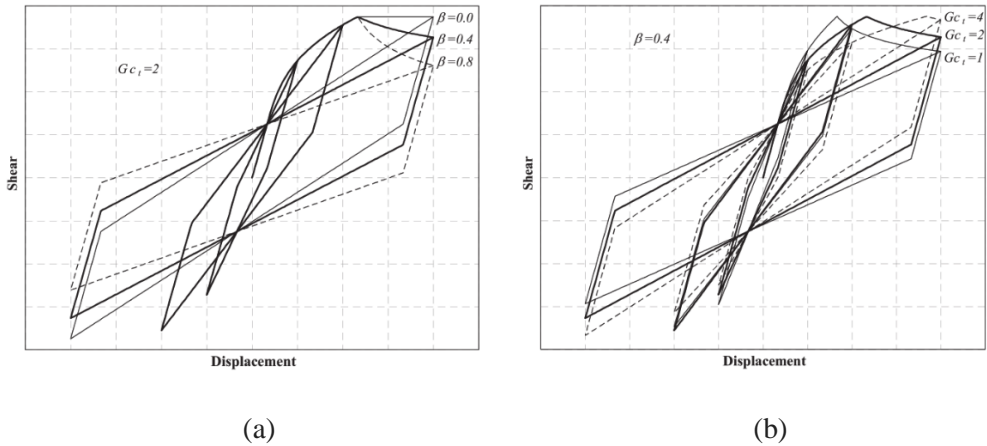 β=0.0
β=0.4
β=0.8
Gc_t=2
Shear
Displacement
(a)
β=0.4
Gc_t=4
Gc_t=2
Gc_t=1
Shear
Displacement
(b)